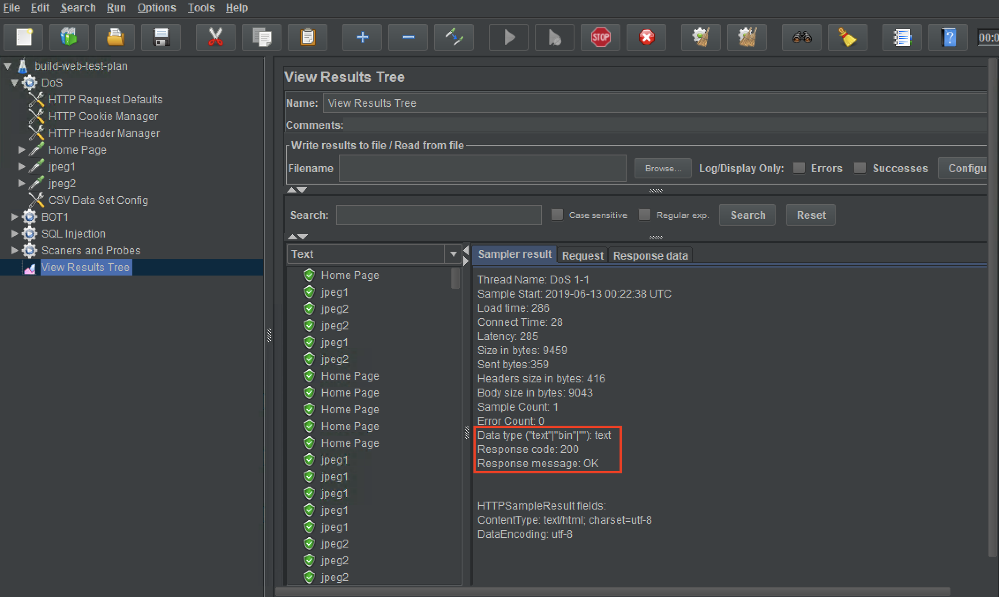 File Edit Search Run Options Tools Help
STOP
00:0
build-web-test-plan
DoS
HTTP Request Defaults
HTTP Cookie Manager
HTTP Header Manager
Home Page
jpeg1
jpeg2
CSV Data Set Config
BOT1
SQL Injection
Scaners and Probes
View Results Tree
View Results Tree
Name: View Results Tree
Comments:
Write results to file / Read from file
Filename Browse... Log/Display Only: Errors Successes Configu
Search: Case sensitive Regular exp. Search Reset
Text
Home Page
jpeg1
jpeg2
jpeg2
jpeg1
jpeg2
Home Page
Home Page
Home Page
Home Page
Home Page
jpeg1
jpeg1
jpeg1
jpeg1
jpeg1
jpeg2
jpeg2
jpeg2
Sampler result Request Response data
Thread Name: DoS 1-1
Sample Start: 2019-06-13 00:22:38 UTC
Load time: 286
Connect Time: 28
Latency: 285
Size in bytes: 9459
Sent bytes:359
Headers size in bytes: 416
Body size in bytes: 9043
Sample Count: 1
Error Count: 0
Data type ("text"|"bin"|""): text
Response code: 200
Response message: OK
HTTPSampleResult fields:
ContentType: text/html; charset=utf-8
DataEncoding: utf-8